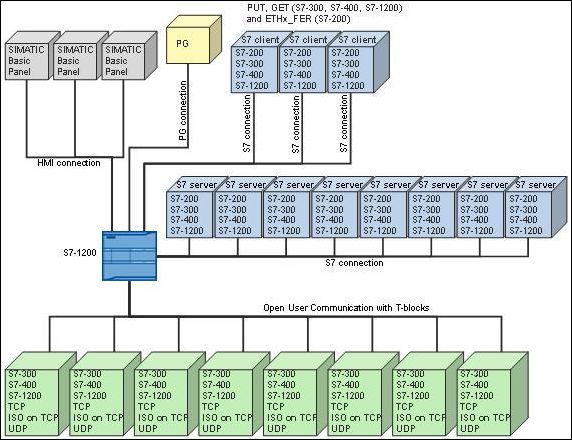 PUT, GET (S7-300, S7-400, S7-1200)
and ETHx_FER (S7-200)
SIMATIC
Basic
Panel
SIMATIC
Basic
Panel
SIMATIC
Basic
Panel
PG
S7 client
S7-200
S7-300
S7-400
S7-1200
S7 client
S7-200
S7-300
S7-400
S7-1200
S7 client
S7-200
S7-300
S7-400
S7-1200
HMI connection
PG connection
S7 connection
S7 connection
S7 connection
S7 server
S7-200
S7-300
S7-400
S7-1200
S7 server
S7-200
S7-300
S7-400
S7-1200
S7 server
S7-200
S7-300
S7-400
S7-1200
S7 server
S7-200
S7-300
S7-400
S7-1200
S7 server
S7-200
S7-300
S7-400
S7-1200
S7 server
S7-200
S7-300
S7-400
S7-1200
S7 server
S7-200
S7-300
S7-400
S7-1200
S7 server
S7-200
S7-300
S7-400
S7-1200
S7-1200
S7 connection
Open User Communication with T-blocks
S7-300
S7-400
S7-1200
TCP
ISO on TCP
UDP
S7-300
S7-400
S7-1200
TCP
ISO on TCP
UDP
S7-300
S7-400
S7-1200
TCP
ISO on TCP
UDP
S7-300
S7-400
S7-1200
TCP
ISO on TCP
UDP
S7-300
S7-400
S7-1200
TCP
ISO on TCP
UDP
S7-300
S7-400
S7-1200
TCP
ISO on TCP
UDP
S7-300
S7-400
S7-1200
TCP
ISO on TCP
UDP
S7-300
S7-400
S7-1200
TCP
ISO on TCP
UDP